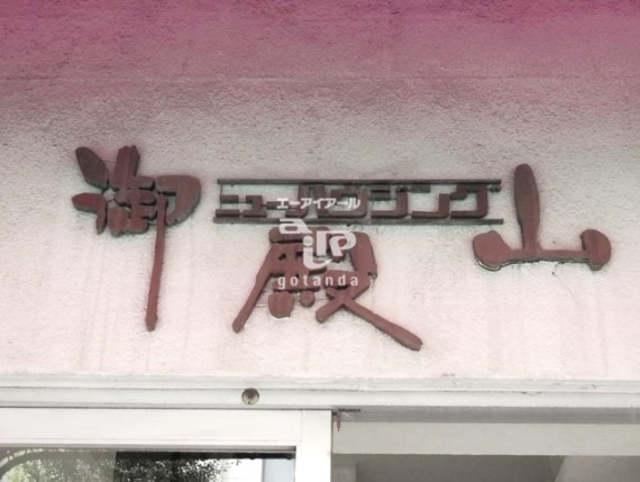 ニューハウジング
御殿山
エーアイアール
air
gotanda